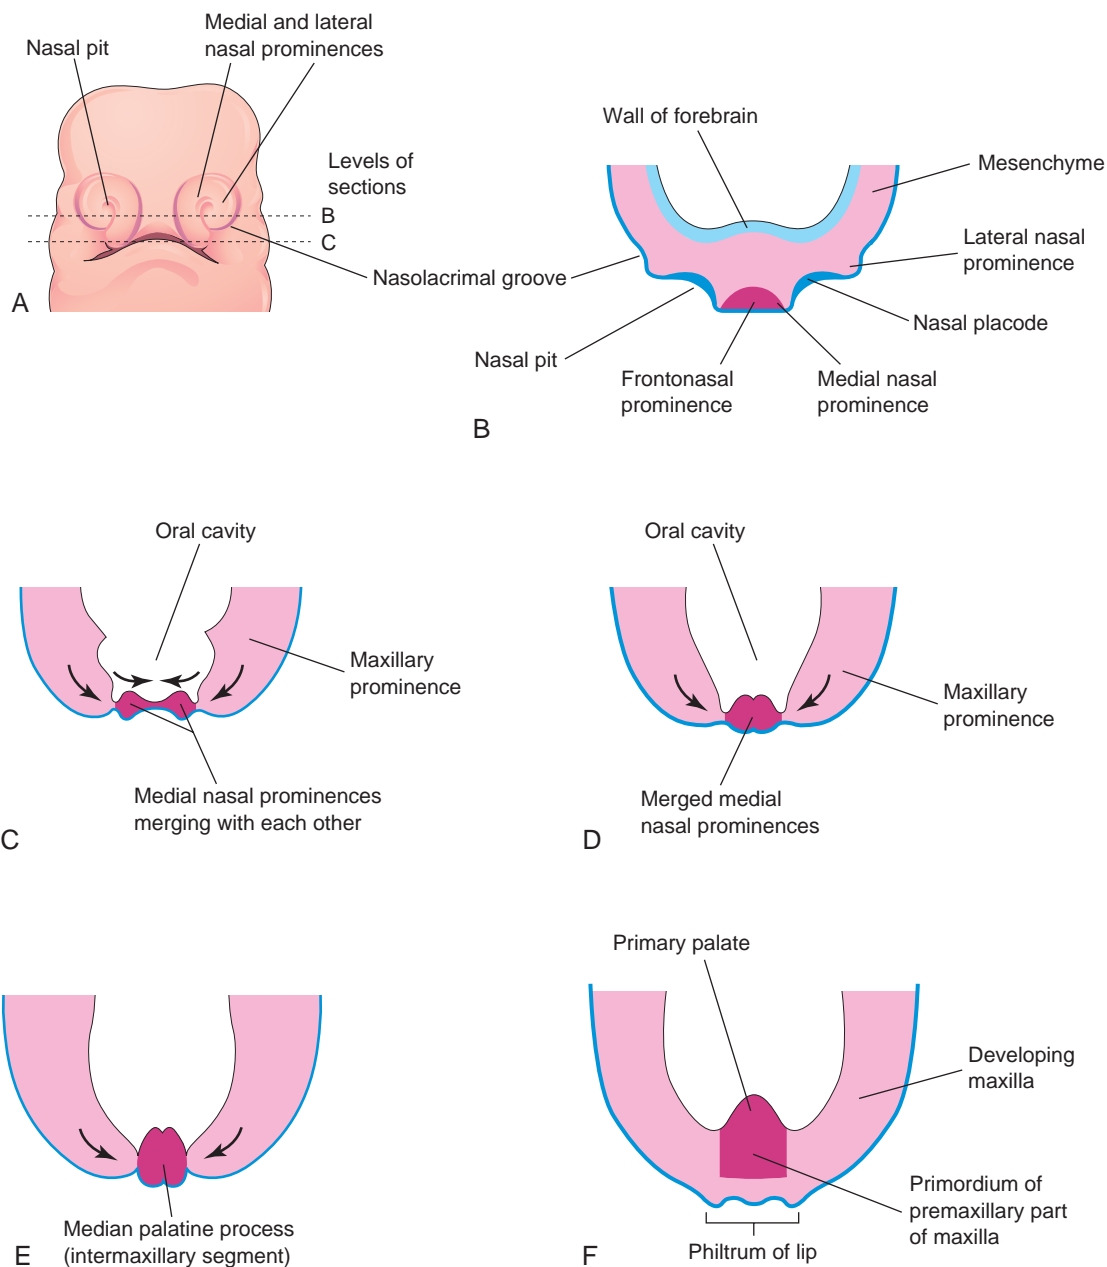 Medial and lateral
nasal prominences
Nasal pit
Levels of
sections
B
C
Nasolacrimal groove
A
Wall of forebrain
Mesenchyme
Lateral nasal
prominence
Nasal placode
Nasal pit
Frontonasal
prominence
Medial nasal
prominence
B
Oral cavity
Maxillary
prominence
Medial nasal prominences
merging with each other
C
Oral cavity
Maxillary
prominence
Merged medial
nasal prominences
D
Median palatine process
(intermaxillary segment)
E
Primary palate
Developing
maxilla
Primordium of
premaxillary part
of maxilla
Philtrum of lip
F